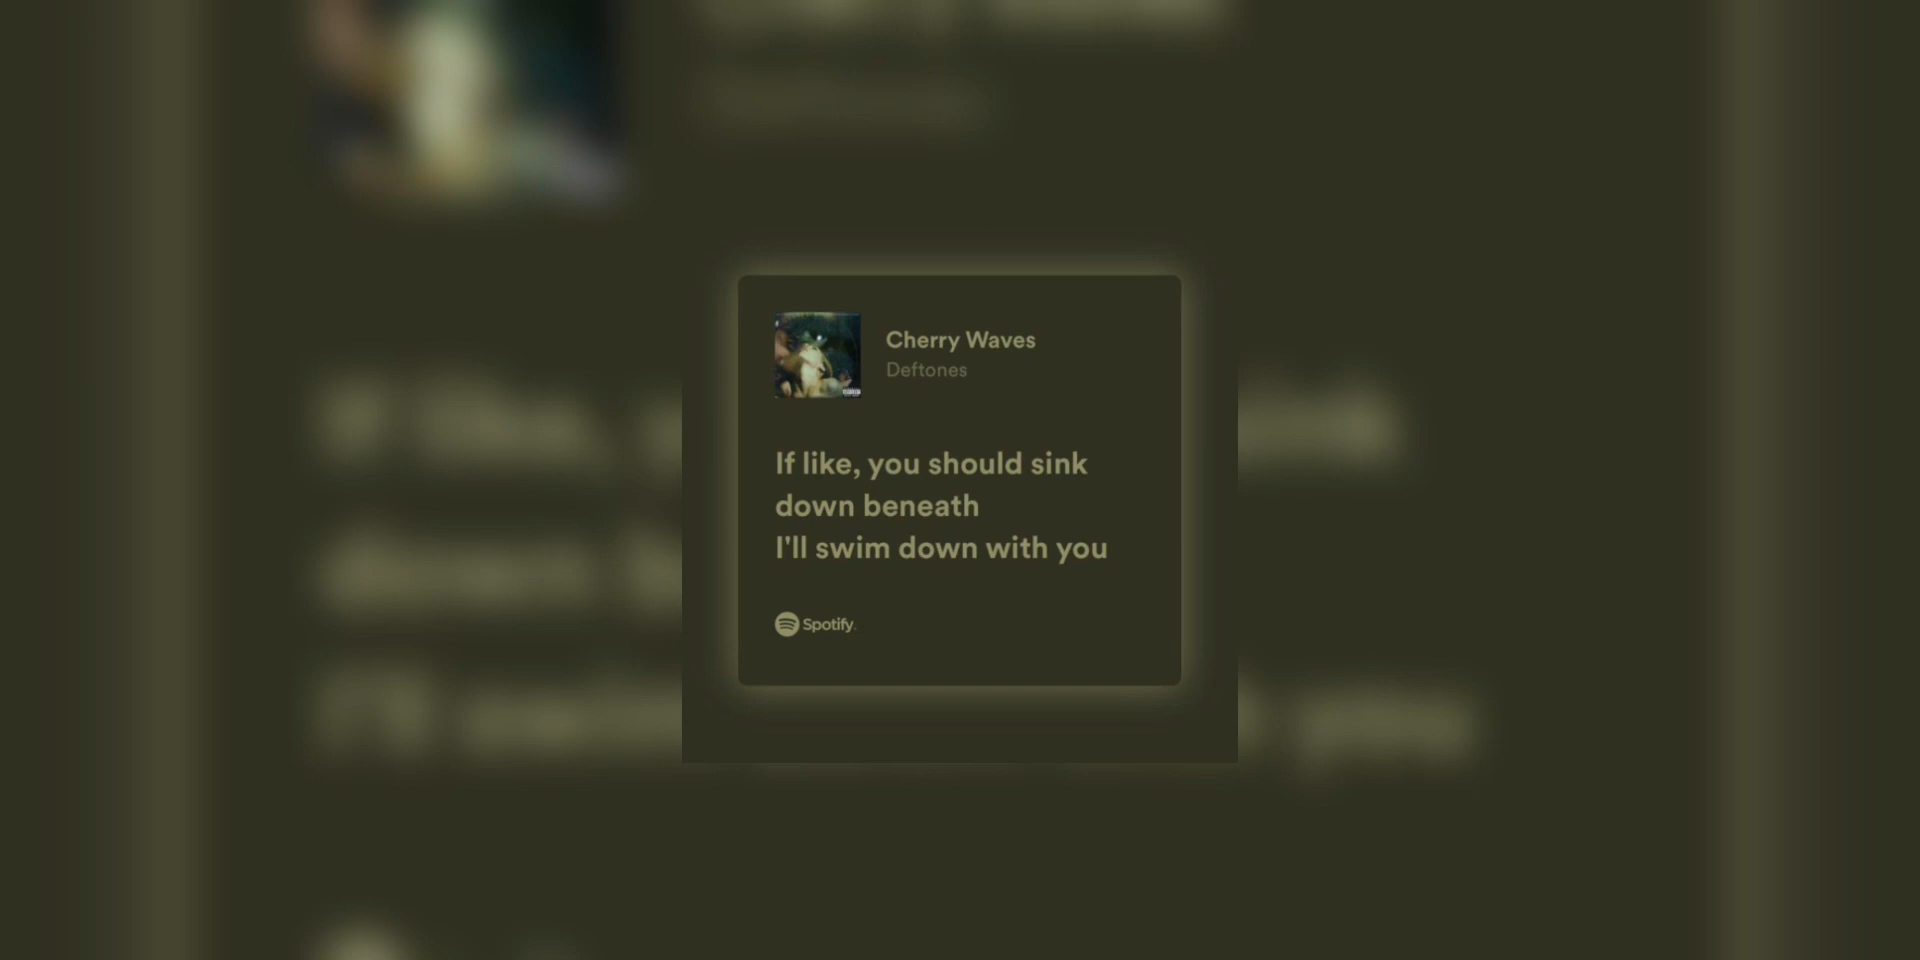 Cherry Waves
Deftones
If like, you should sink
down beneath
I'll swim down with you
Spotify